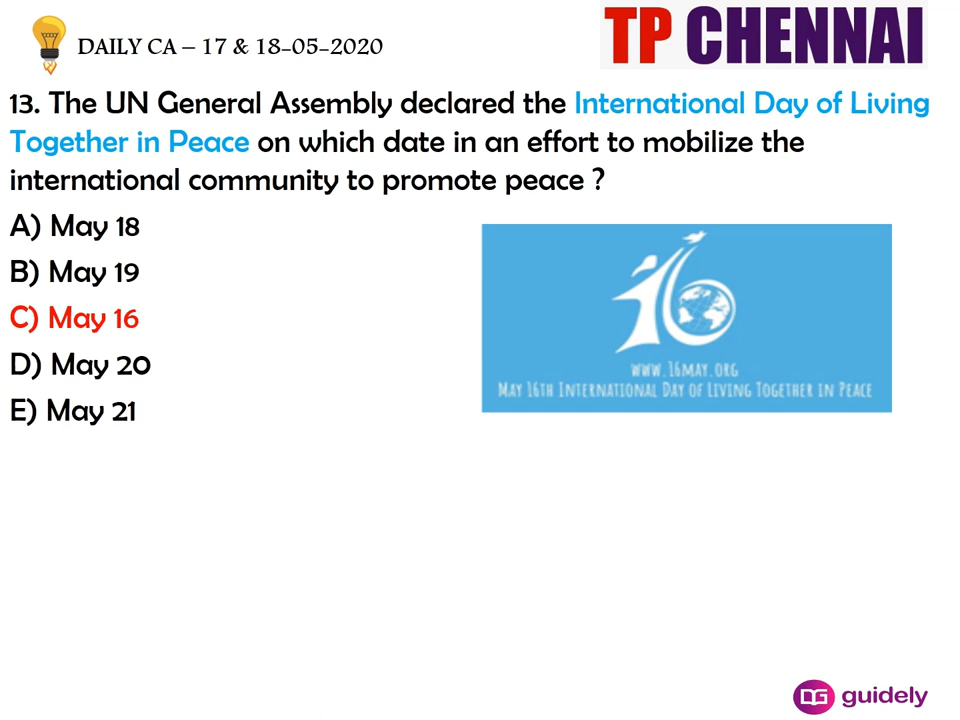 DAILY CA – 17 & 18-05-2020
TP CHENNAI
13. The UN General Assembly declared the International Day of Living
Together in Peace on which date in an effort to mobilize the
international community to promote peace ?
A) May 18
B) May 19
C) May 16
D) May 20
E) May 21
16
WWW.16MAY.ORG
MAY 16TH INTERNATIONAL DAY OF LIVING TOGETHER IN PEACE
DG guidely